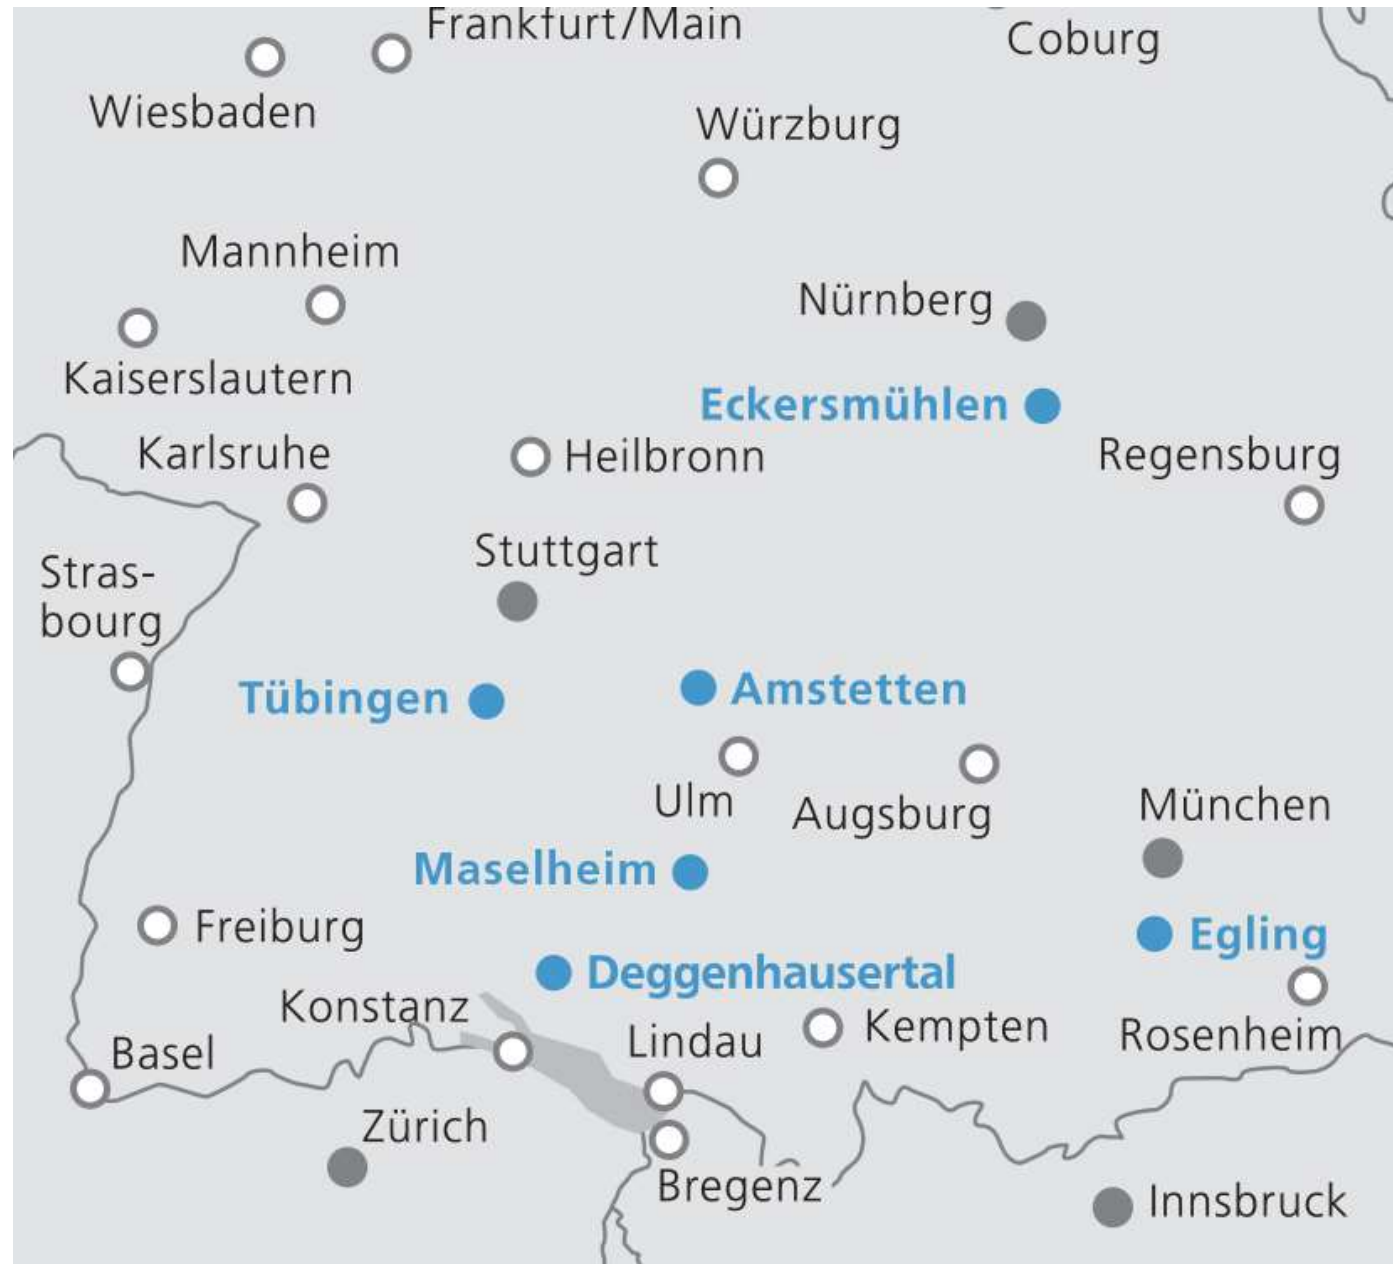 Frankfurt/Main
Coburg
Wiesbaden
Würzburg
Mannheim
Nürnberg
Kaiserslautern
Eckersmühlen
Karlsruhe
Heilbronn
Regensburg
Stuttgart
Stras-
bourg
Tübingen
Amstetten
Ulm
Augsburg
München
Maselheim
Freiburg
Egling
Deggenhausertal
Konstanz
Lindau
Kempten
Rosenheim
Basel
Zürich
Bregenz
Innsbruck